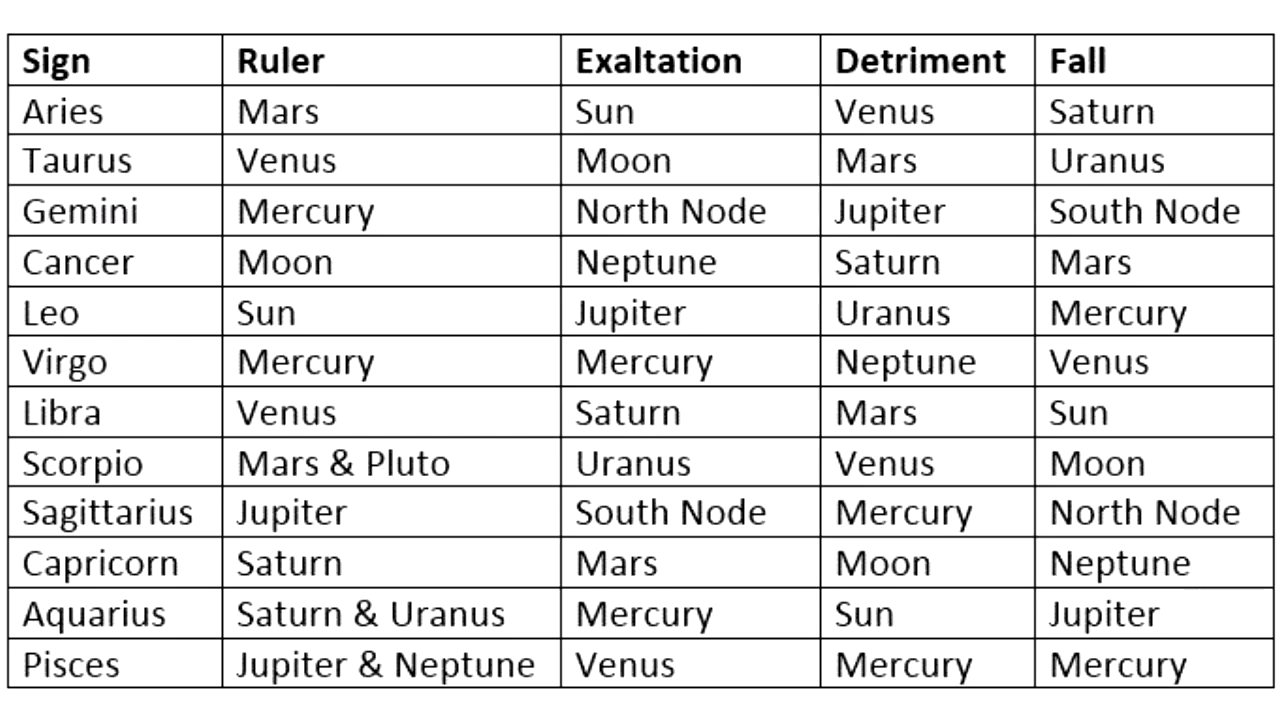 Sign Ruler Exaltation Detriment Fall
Aries Mars Sun Venus Saturn
Taurus Venus Moon Mars Uranus
Gemini Mercury North Node Jupiter South Node
Cancer Moon Neptune Saturn Mars
Leo Sun Jupiter Uranus Mercury
Virgo Mercury Mercury Neptune Venus
Libra Venus Saturn Mars Sun
Scorpio Mars & Pluto Uranus Venus Moon
Sagittarius Jupiter South Node Mercury North Node
Capricorn Saturn Mars Moon Neptune
Aquarius Saturn & Uranus Mercury Sun Jupiter
Pisces Jupiter & Neptune Venus Mercury Mercury